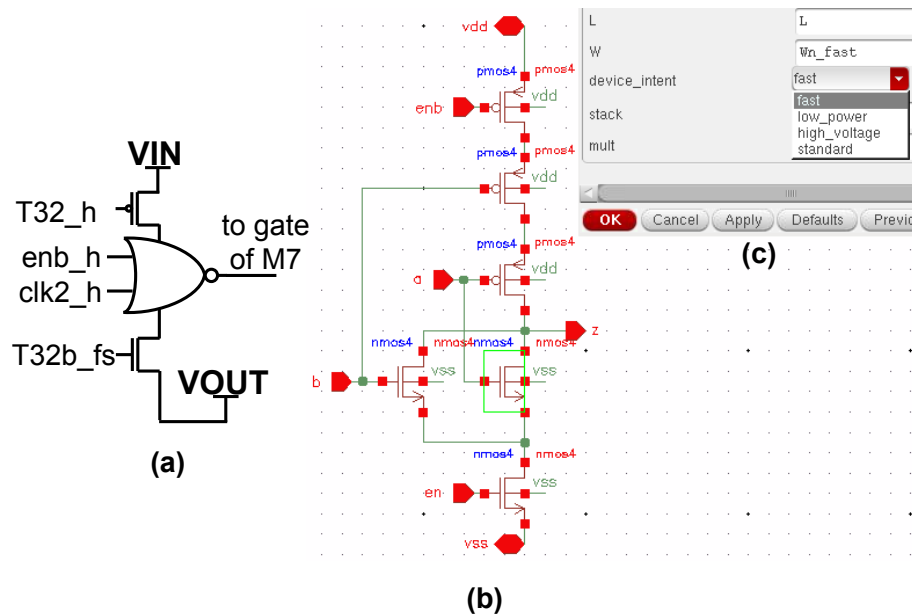 VIN
T32_h
enb_h
clk2_h
to gate
of M7
T32b_fs
VOUT
(a)
vdd
pmos4 pmos4
enb
vdd
pmos4 pmos4
vdd
pmos4 pmos4
a
vdd
z
nmos4 nmos4 nmos4 nmos4
b
vss
vss
nmos4 nmos4
en
vss
vss
(b)
L L
W Wn_fast
device_intent fast
fast
low_power
high_voltage
standard
stack
mult
OK Cancel Apply Defaults
(c)